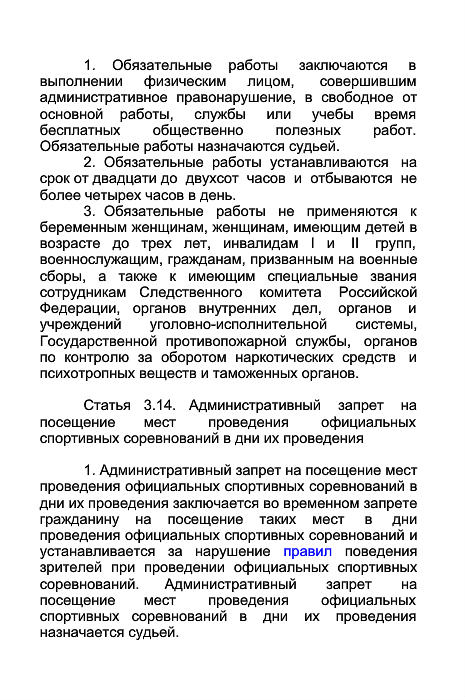 1. Обязательные работы заключаются в
выполнении физическим лицом, совершившим
административное правонарушение, в свободное от
основной работы, службы или учебы время
бесплатных общественно полезных работ.
Обязательные работы назначаются судьей.
2. Обязательные работы устанавливаются на
срок от двадцати до двухсот часов и отбываются не
более четырех часов в день.
3. Обязательные работы не применяются к
беременным женщинам, женщинам, имеющим детей в
возрасте до трех лет, инвалидам I и II групп,
военнослужащим, гражданам, призванным на военные
сборы, а также к имеющим специальные звания
сотрудникам Следственного комитета Российской
Федерации, органов внутренних дел, органов и
учреждений уголовно-исполнительной системы,
Государственной противопожарной службы, органов
по контролю за оборотом наркотических средств и
психотропных веществ и таможенных органов.
Статья 3.14. Административный запрет на
посещение мест проведения официальных
спортивных соревнований в дни их проведения
1. Административный запрет на посещение мест
проведения официальных спортивных соревнований в
дни их проведения заключается во временном запрете
гражданину на посещение таких мест в дни
проведения официальных спортивных соревнований и
устанавливается за нарушение правил поведения
зрителей при проведении официальных спортивных
соревнований. Административный запрет на
посещение мест проведения официальных
спортивных соревнований в дни их проведения
назначается судьей.